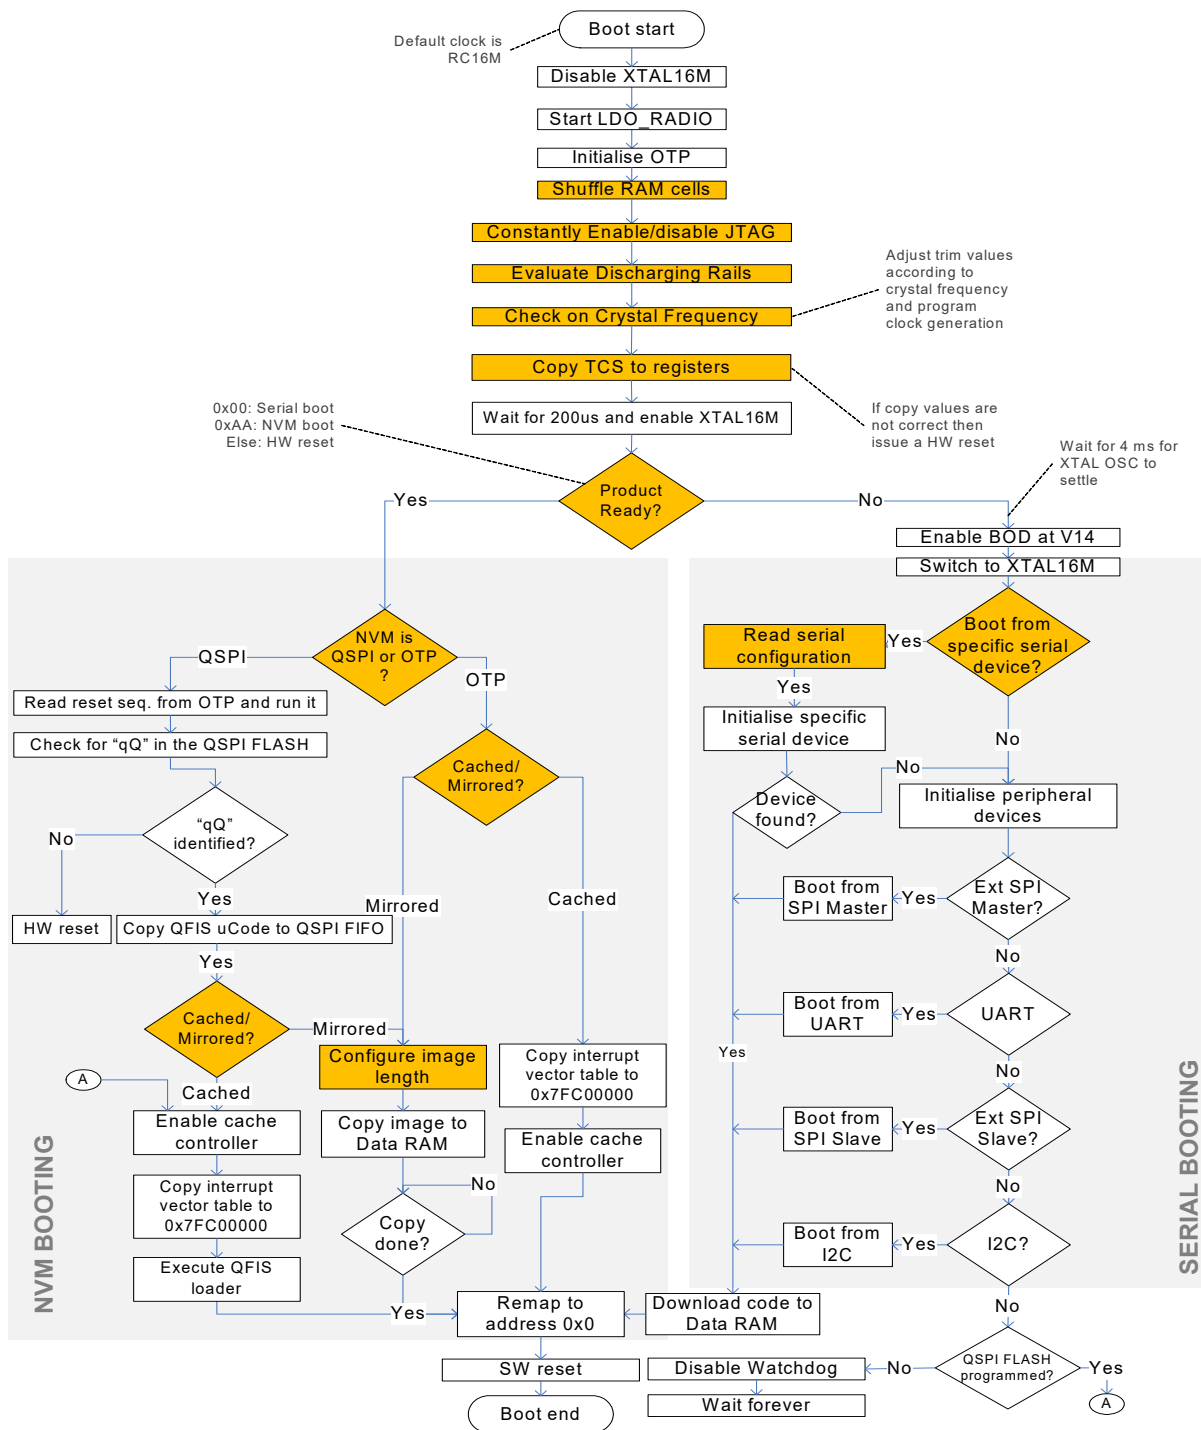 Boot start
Default clock is
RC16M
Disable XTAL16M
Start LDO_RADIO
Initialise OTP
Shuffle RAM cells
Constantly Enable/disable JTAG
Evaluate Discharging Rails
Adjust trim values
according to
crystal frequency
and program
clock generation
Check on Crystal Frequency
Copy TCS to registers
0x00: Serial boot
0xAA: NVM boot
Else: HW reset
Wait for 200us and enable XTAL16M
If copy values are
not correct then
issue a HW reset
Wait for 4 ms for
XTAL OSC to
settle
Product
Ready?
Yes
No
Enable BOD at V14
Switch to XTAL16M
NVM is
QSPI or OTP
?
QSPI
OTP
Read serial
configuration
Yes
Boot from
specific serial
device?
Yes
No
Read reset seq. from OTP and run it
Initialise specific
serial device
Check for “qQ” in the QSPI FLASH
Cached/
Mirrored?
No
Device
found?
Initialise peripheral
devices
“qQ”
identified?
No
Yes
Mirrored
Cached
Boot from
SPI Master
Yes
Ext SPI
Master?
No
HW reset
Copy QFIS uCode to QSPI FIFO
Yes
Cached/
Mirrored?
Mirrored
Cached
Boot from
UART
Yes
UART
No
Yes
Configure image
length
Copy interrupt
vector table to
0x7FC00000
A
Enable cache
controller
Copy image to
Data RAM
Enable cache
controller
Boot from
SPI Slave
Yes
Ext SPI
Slave?
No
Copy interrupt
vector table to
0x7FC00000
No
Copy
done?
Yes
Boot from
I2C
Yes
I2C?
No
Execute QFIS
loader
Remap to
address 0x0
Download code to
Data RAM
NVM BOOTING
SERIAL BOOTING
SW reset
Disable Watchdog
No
QSPI FLASH
programmed?
Yes
Wait forever
A
Boot end